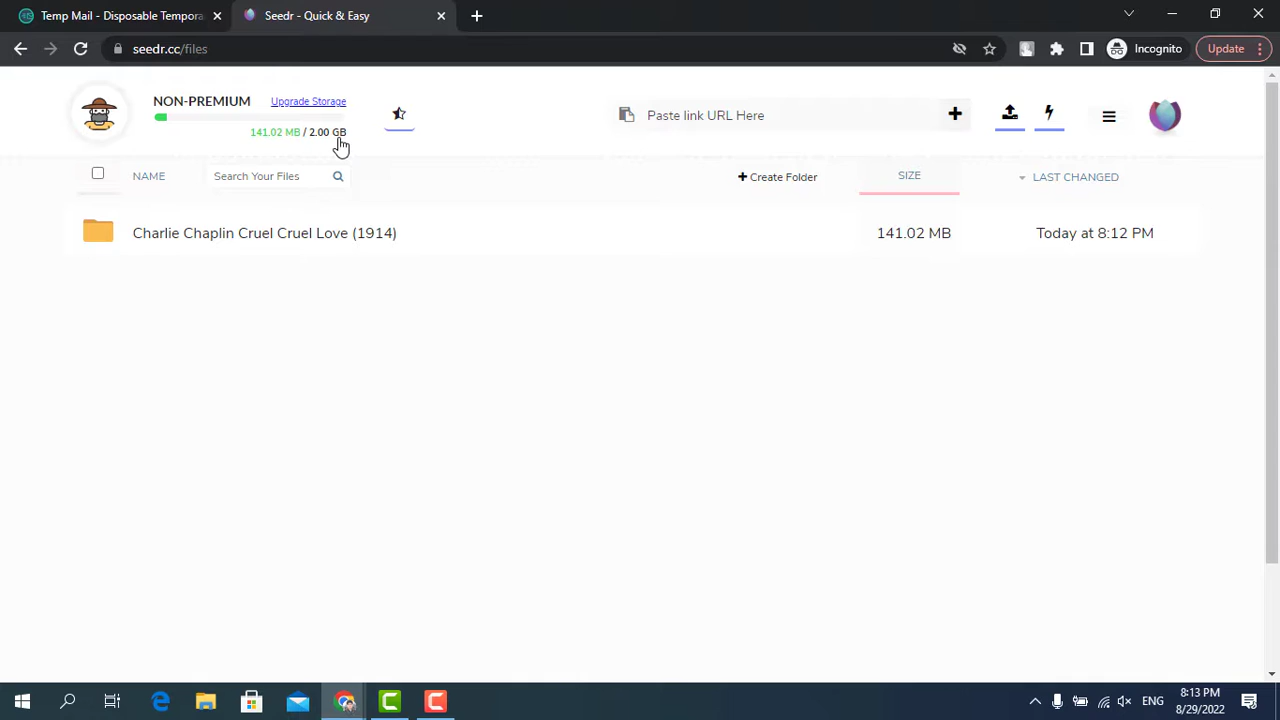 Temp Mail - Disposable Tempora
Seedr - Quick & Easy
seedr.cc/files
Incognito
Update
NON-PREMIUM
Upgrade Storage
141.02 MB / 2.00 GB
Paste link URL Here
NAME
Search Your Files
Create Folder
SIZE
LAST CHANGED
Charlie Chaplin Cruel Cruel Love (1914)
141.02 MB
Today at 8:12 PM
ENG
8:13 PM
8/29/2022